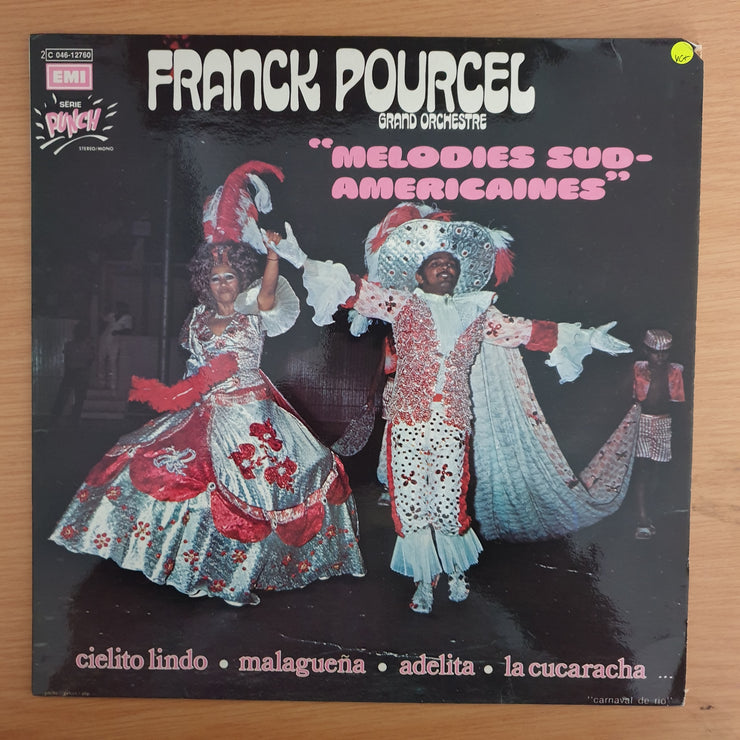 2 C 046-12760
EMI
SÉRIE
PUNCH
STEREO/MONO
FRANCK POURCEL
GRAND ORCHESTRE
"MELODIES SUD-
AMERICAINES"
cielito lindo • malagueña • adelita • la cucaracha ...
"carnaval de rio"